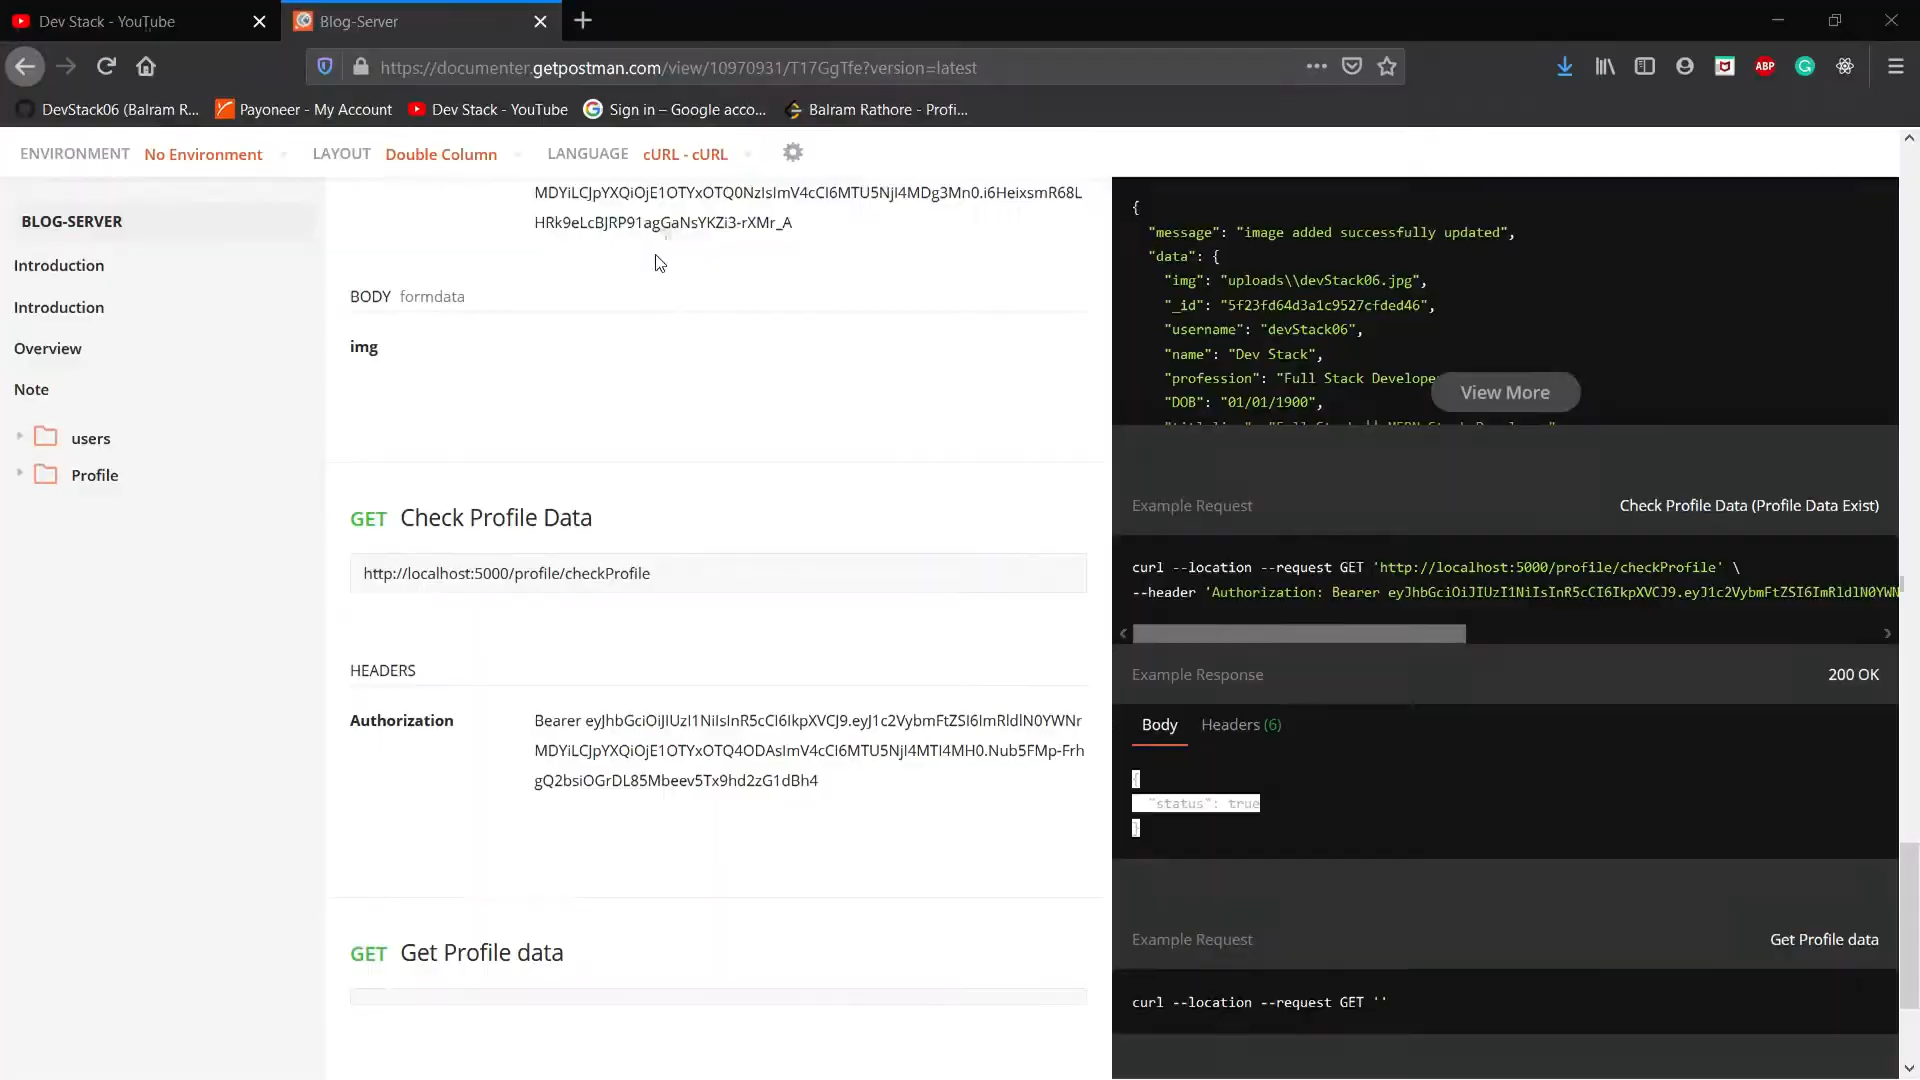 Dev Stack - YouTube
Blog-Server
https://documenter.getpostman.com/view/10970931/T17GgTfe?version=latest
ABP
DevStack06 (Balram R...
Payoneer - My Account
Dev Stack - YouTube
Sign in – Google acco...
Balram Rathore - Profi...
ENVIRONMENT No Environment
LAYOUT Double Column
LANGUAGE cURL - cURL
BLOG-SERVER
Introduction
Introduction
Overview
Note
users
Profile
MDYiLCJpYXQiOjE1OTYxOTQ0NzIsImV4cCI6MTU5NjI4MDg3Mn0.i6HeixsmR68L
HRk9eLcBJRP91agGaNsYKZi3-rXMr_A
BODY formdata
img
GET Check Profile Data
http://localhost:5000/profile/checkProfile
HEADERS
Authorization
Bearer eyJhbGciOiJIUzI1NiIsInR5cCI6IkpXVCJ9.eyJ1c2VybmFtZSI6ImRldlN0YWNr
MDYiLCJpYXQiOjE1OTYxOTQ4ODAsImV4cCI6MTU5NjI4MTI4MH0.Nub5FMp-Frh
gQ2bsiOGrDL85Mbeev5Tx9hd2zG1dBh4
GET Get Profile data
{
"message": "image added successfully updated",
"data": {
"img": "uploads\\devStack06.jpg",
"_id": "5f23fd64d3a1c9527cfded46",
"username": "devStack06",
"name": "Dev Stack",
"profession": "Full Stack Develope
View More
"DOB": "01/01/1900",
Example Request
Check Profile Data (Profile Data Exist)
curl --location --request GET 'http://localhost:5000/profile/checkProfile' \
--header 'Authorization: Bearer eyJhbGciOiJIUzI1NiIsInR5cCI6IkpXVCJ9.eyJ1c2VybmFtZSI6ImRldlN0YWN
Example Response
200 OK
Body
Headers (6)
{
"status": true
}
Example Request
Get Profile data
curl --location --request GET ''